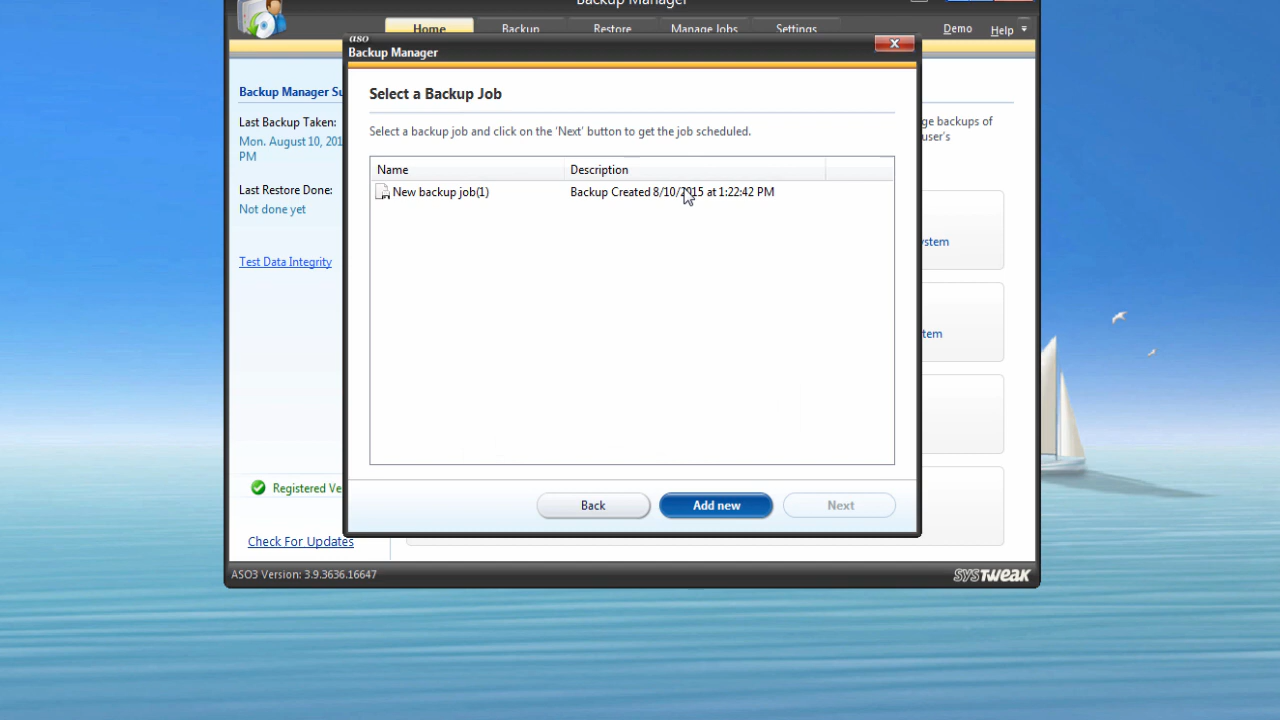 Backup Manager
Home Backup Restore Manage Jobs Settings Demo Help
aso
Backup Manager
Backup Manager Su
Last Backup Taken:
Mon. August 10, 201
PM
Last Restore Done:
Not done yet
Test Data Integrity
Registered Ve
Check For Updates
Select a Backup Job
Select a backup job and click on the 'Next' button to get the job scheduled.
Name Description
New backup job(1) Backup Created 8/10/2015 at 1:22:42 PM
Back Add new Next
ge backups of
user's
ystem
tem
ASO3 Version: 3.9.3636.16647
SYSTWEAK